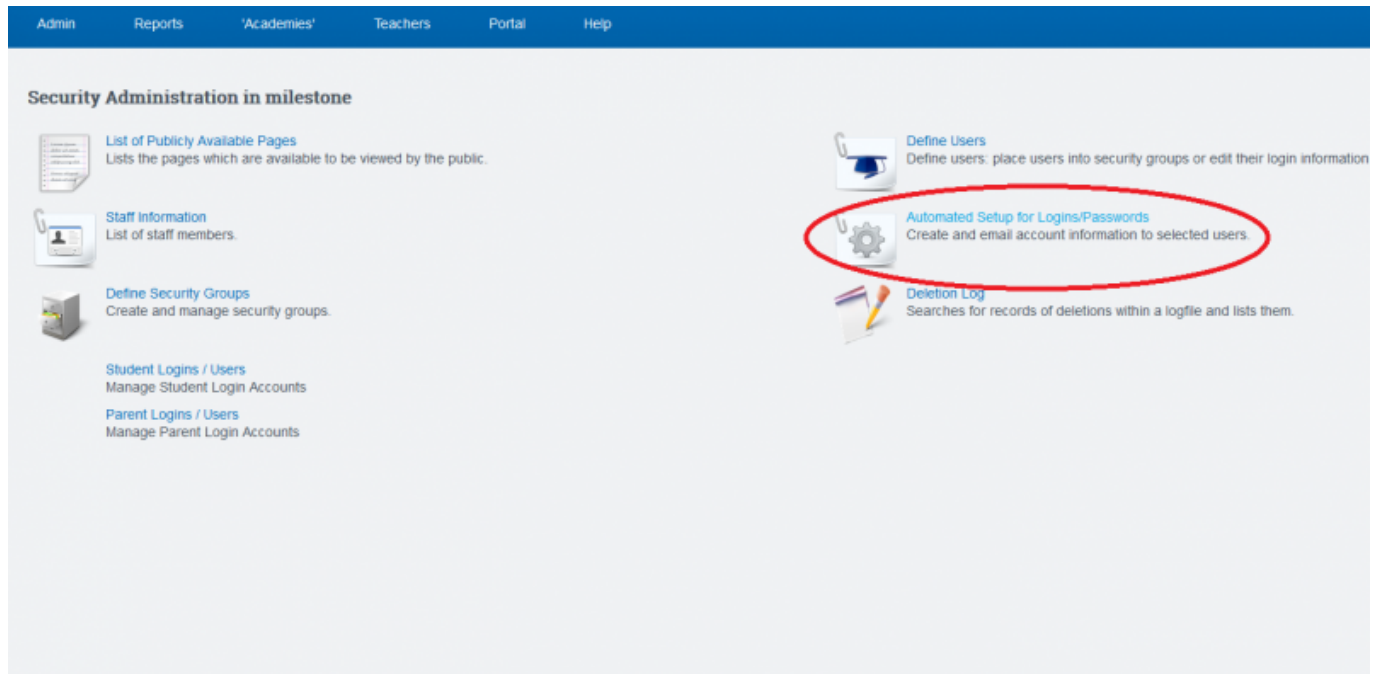 Admin Reports 'Academies' Teachers Portal Help
Security Administration in milestone
List of Publicly Available Pages
Lists the pages which are available to be viewed by the public.
Staff Information
List of staff members.
Define Security Groups
Create and manage security groups.
Student Logins / Users
Manage Student Login Accounts
Parent Logins / Users
Manage Parent Login Accounts
Define Users
Define users: place users into security groups or edit their login information
Automated Setup for Logins/Passwords
Create and email account information to selected users.
Deletion Log
Searches for records of deletions within a logfile and lists them.